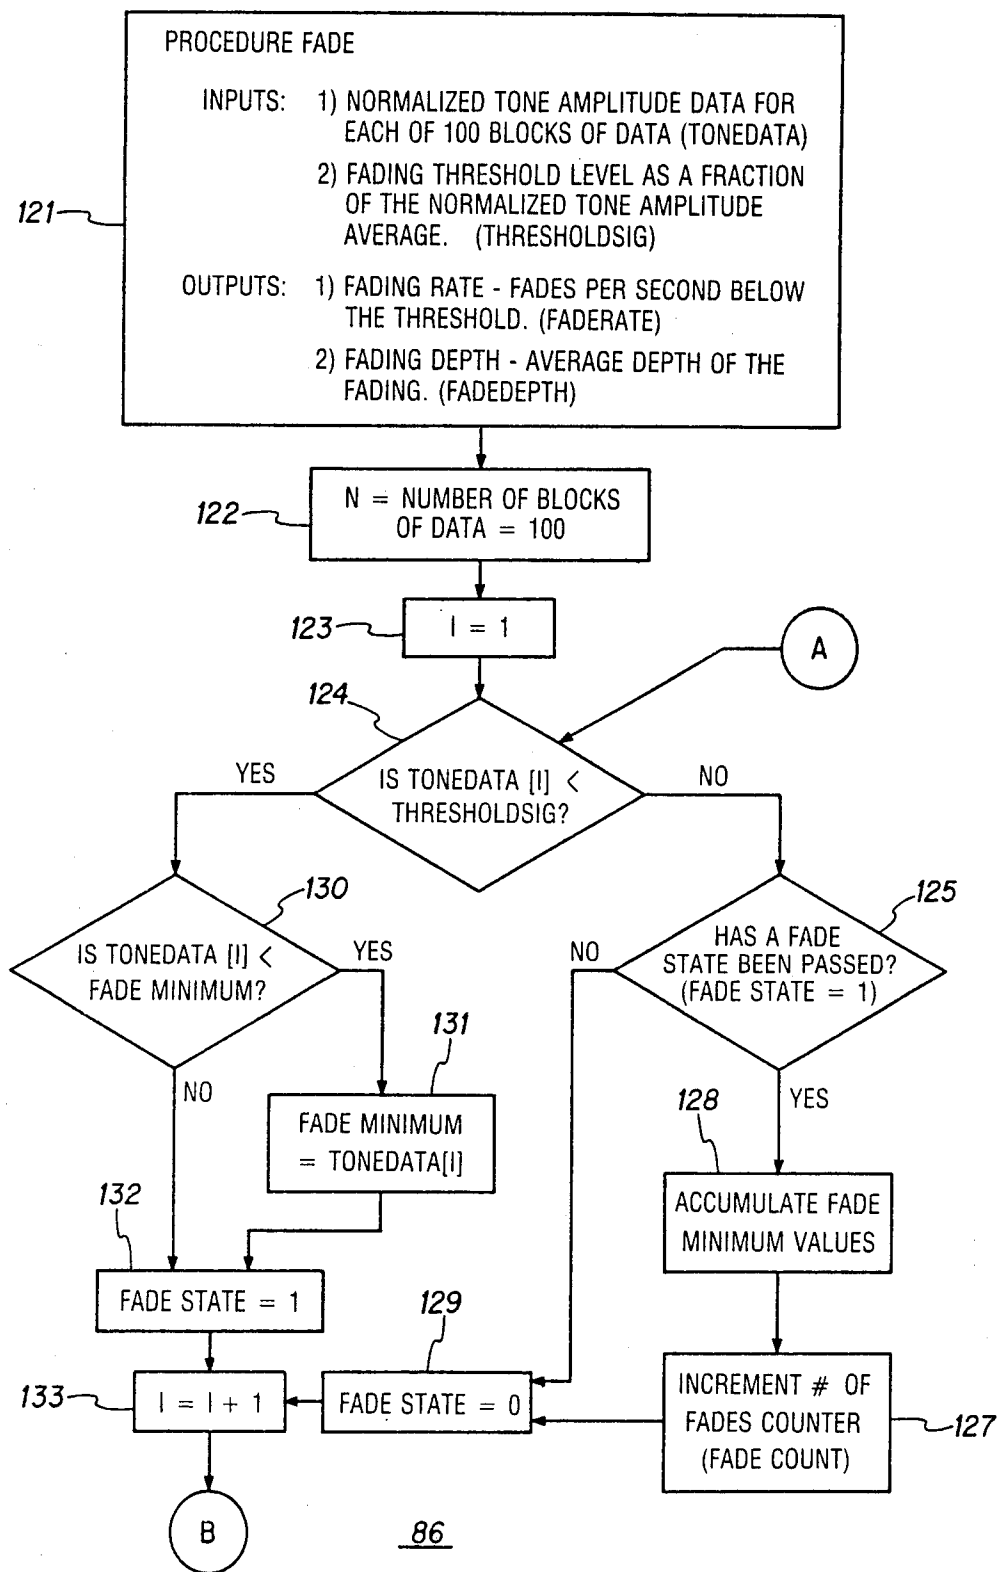 PROCEDURE FADE
INPUTS: 1) NORMALIZED TONE AMPLITUDE DATA FOR
EACH OF 100 BLOCKS OF DATA (TONEDATA)
2) FADING THRESHOLD LEVEL AS A FRACTION
OF THE NORMALIZED TONE AMPLITUDE
AVERAGE. (THRESHOLDSIG)
121
OUTPUTS: 1) FADING RATE - FADES PER SECOND BELOW
THE THRESHOLD. (FADERATE)
2) FADING DEPTH - AVERAGE DEPTH OF THE
FADING. (FADEDEPTH)
122
N = NUMBER OF BLOCKS
OF DATA = 100
123
I = 1
A
124
IS TONEDATA [I] <
THRESHOLDSIG?
YES
NO
130
IS TONEDATA [I] <
FADE MINIMUM?
YES
NO
125
HAS A FADE
STATE BEEN PASSED?
(FADE STATE = 1)
NO
YES
131
FADE MINIMUM
= TONEDATA[I]
128
ACCUMULATE FADE
MINIMUM VALUES
132
FADE STATE = 1
129
FADE STATE = 0
133
I = I + 1
INCREMENT # OF
FADES COUNTER
(FADE COUNT)
127
B
86